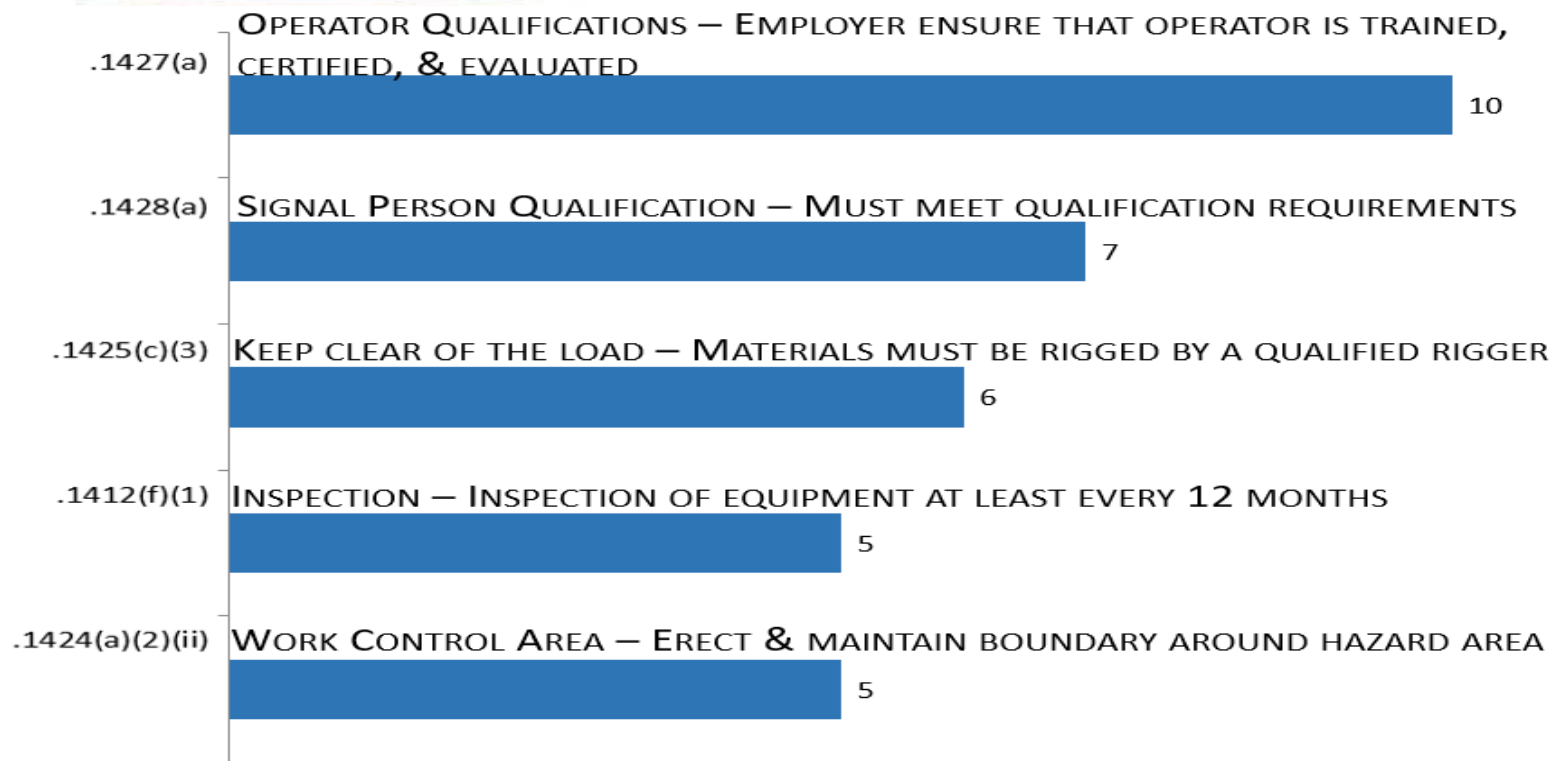 OPERATOR QUALIFICATIONS – EMPLOYER ENSURE THAT OPERATOR IS TRAINED,
.1427(a) CERTIFIED, & EVALUATED
10
.1428(a) SIGNAL PERSON QUALIFICATION – MUST MEET QUALIFICATION REQUIREMENTS
7
.1425(c)(3) KEEP CLEAR OF THE LOAD – MATERIALS MUST BE RIGGED BY A QUALIFIED RIGGER
6
.1412(f)(1) INSPECTION – INSPECTION OF EQUIPMENT AT LEAST EVERY 12 MONTHS
5
.1424(a)(2)(ii) WORK CONTROL AREA – ERECT & MAINTAIN BOUNDARY AROUND HAZARD AREA
5